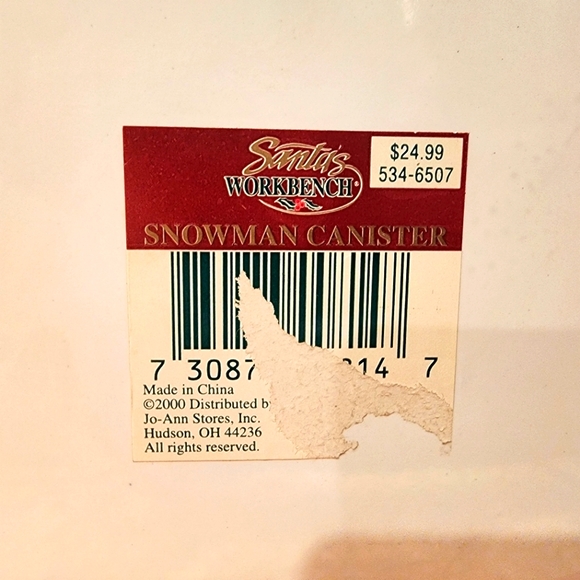 Santa's
WORKBENCH®
$24.99
534-6507
SNOWMAN CANISTER
7 3087 814 7
Made in China
©2000 Distributed by
Jo-Ann Stores, Inc.
Hudson, OH 44236
All rights reserved.